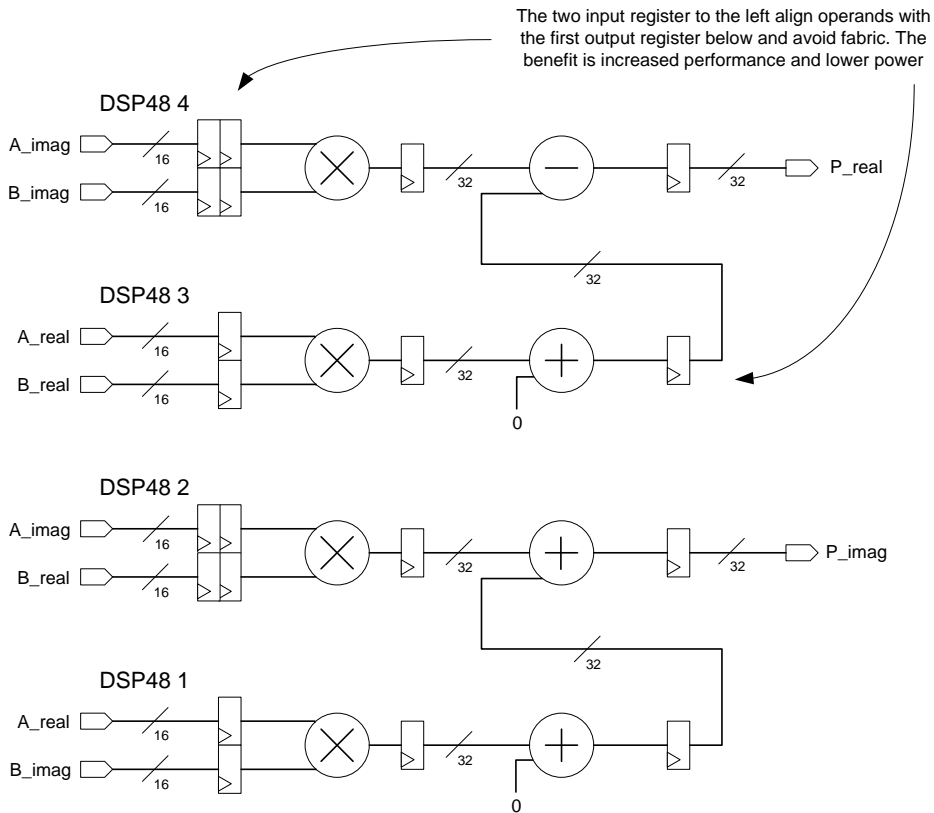 The two input register to the left align operands with
the first output register below and avoid fabric. The
benefit is increased performance and lower power
DSP48 4
A_imag
16
B_imag
16
32
32
P_real
32
DSP48 3
A_real
16
B_real
16
32
0
DSP48 2
A_imag
16
B_real
16
32
32
P_imag
32
DSP48 1
A_real
16
B_imag
16
32
0